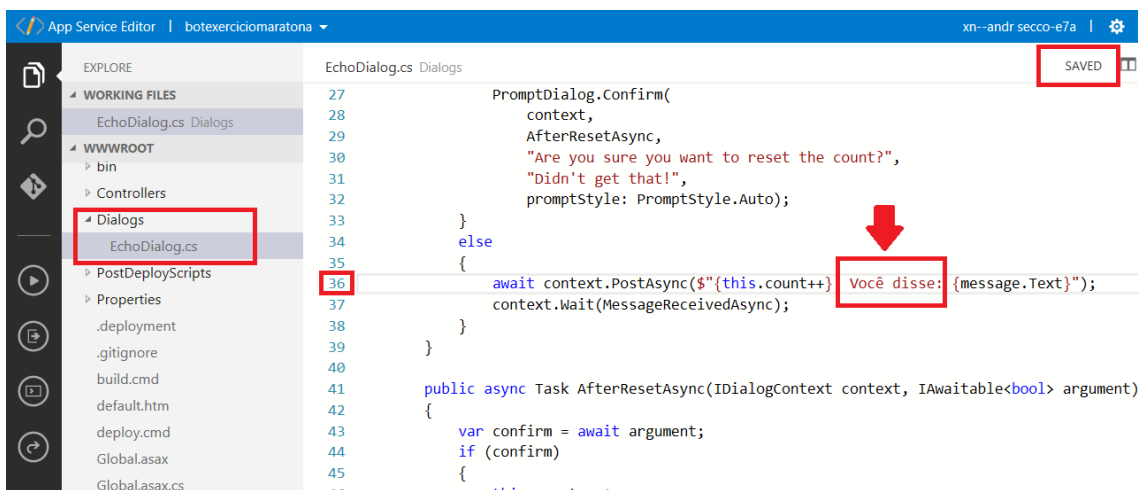 </> App Service Editor | botexerciciomaratona
xn--andr secco-e7a |
EXPLORE
WORKING FILES
EchoDialog.cs Dialogs
WWWROOT
bin
Controllers
Dialogs
EchoDialog.cs
PostDeployScripts
Properties
.deployment
.gitignore
build.cmd
default.htm
deploy.cmd
Global.asax
Global.asax.cs
EchoDialog.cs Dialogs
SAVED
27 PromptDialog.Confirm(
28 context,
29 AfterResetAsync,
30 "Are you sure you want to reset the count?",
31 "Didn't get that!",
32 promptStyle: PromptStyle.Auto);
33 }
34 else
35 {
36 await context.PostAsync($"{this.count++} Você disse: {message.Text}");
37 context.Wait(MessageReceivedAsync);
38 }
39 }
40
41 public async Task AfterResetAsync(IDialogContext context, IAwaitable<bool> argument)
42 {
43 var confirm = await argument;
44 if (confirm)
45 {